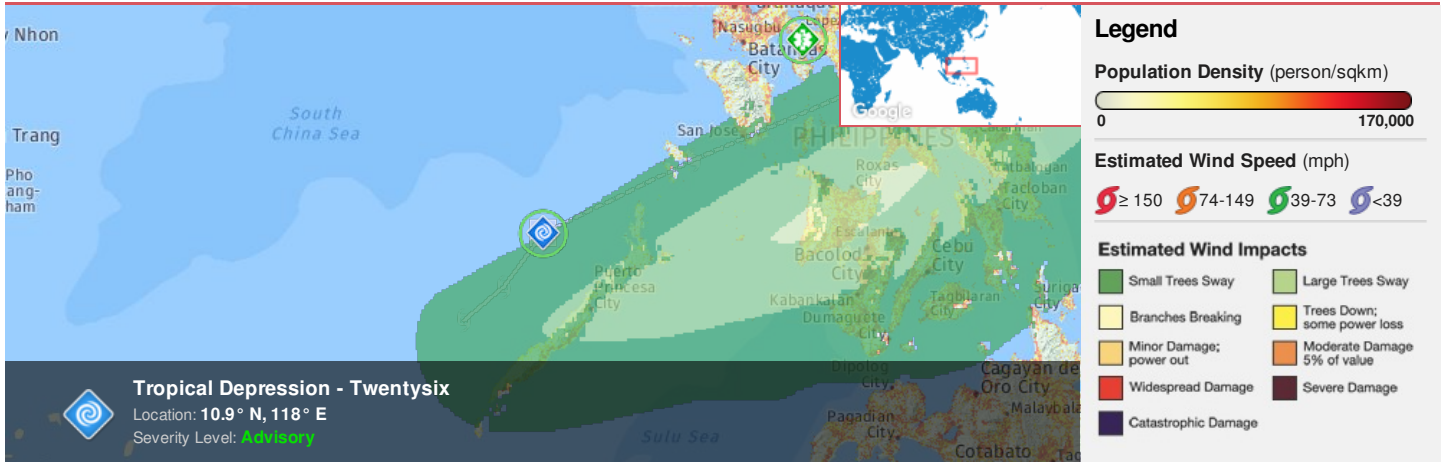 Nasugbu
Batangas
City
y Nhon
South
China Sea
Trang
San Jose
PHILIPPINES
Pho
ang-
ham
Roxas
City
Catbalogan
Tacloban
City
Escalante
Bacolod
City
Cebu
City
Puerto
Princesa
City
Kabankalan
Dumaguete
City
Tagbilaran
City
Suriga
City
Dipolog
City
Cagayan de
Oro City
Malaybala
Pagadian
City
Sulu Sea
Cotabato
Google
Tropical Depression - Twentysix
Location: 10.9° N, 118° E
Severity Level: Advisory
Legend
Population Density (person/sqkm)
0
170,000
Estimated Wind Speed (mph)
≥ 150
74-149
39-73
<39
Estimated Wind Impacts
Small Trees Sway
Large Trees Sway
Branches Breaking
Trees Down;
some power loss
Minor Damage;
power out
Moderate Damage
5% of value
Widespread Damage
Severe Damage
Catastrophic Damage